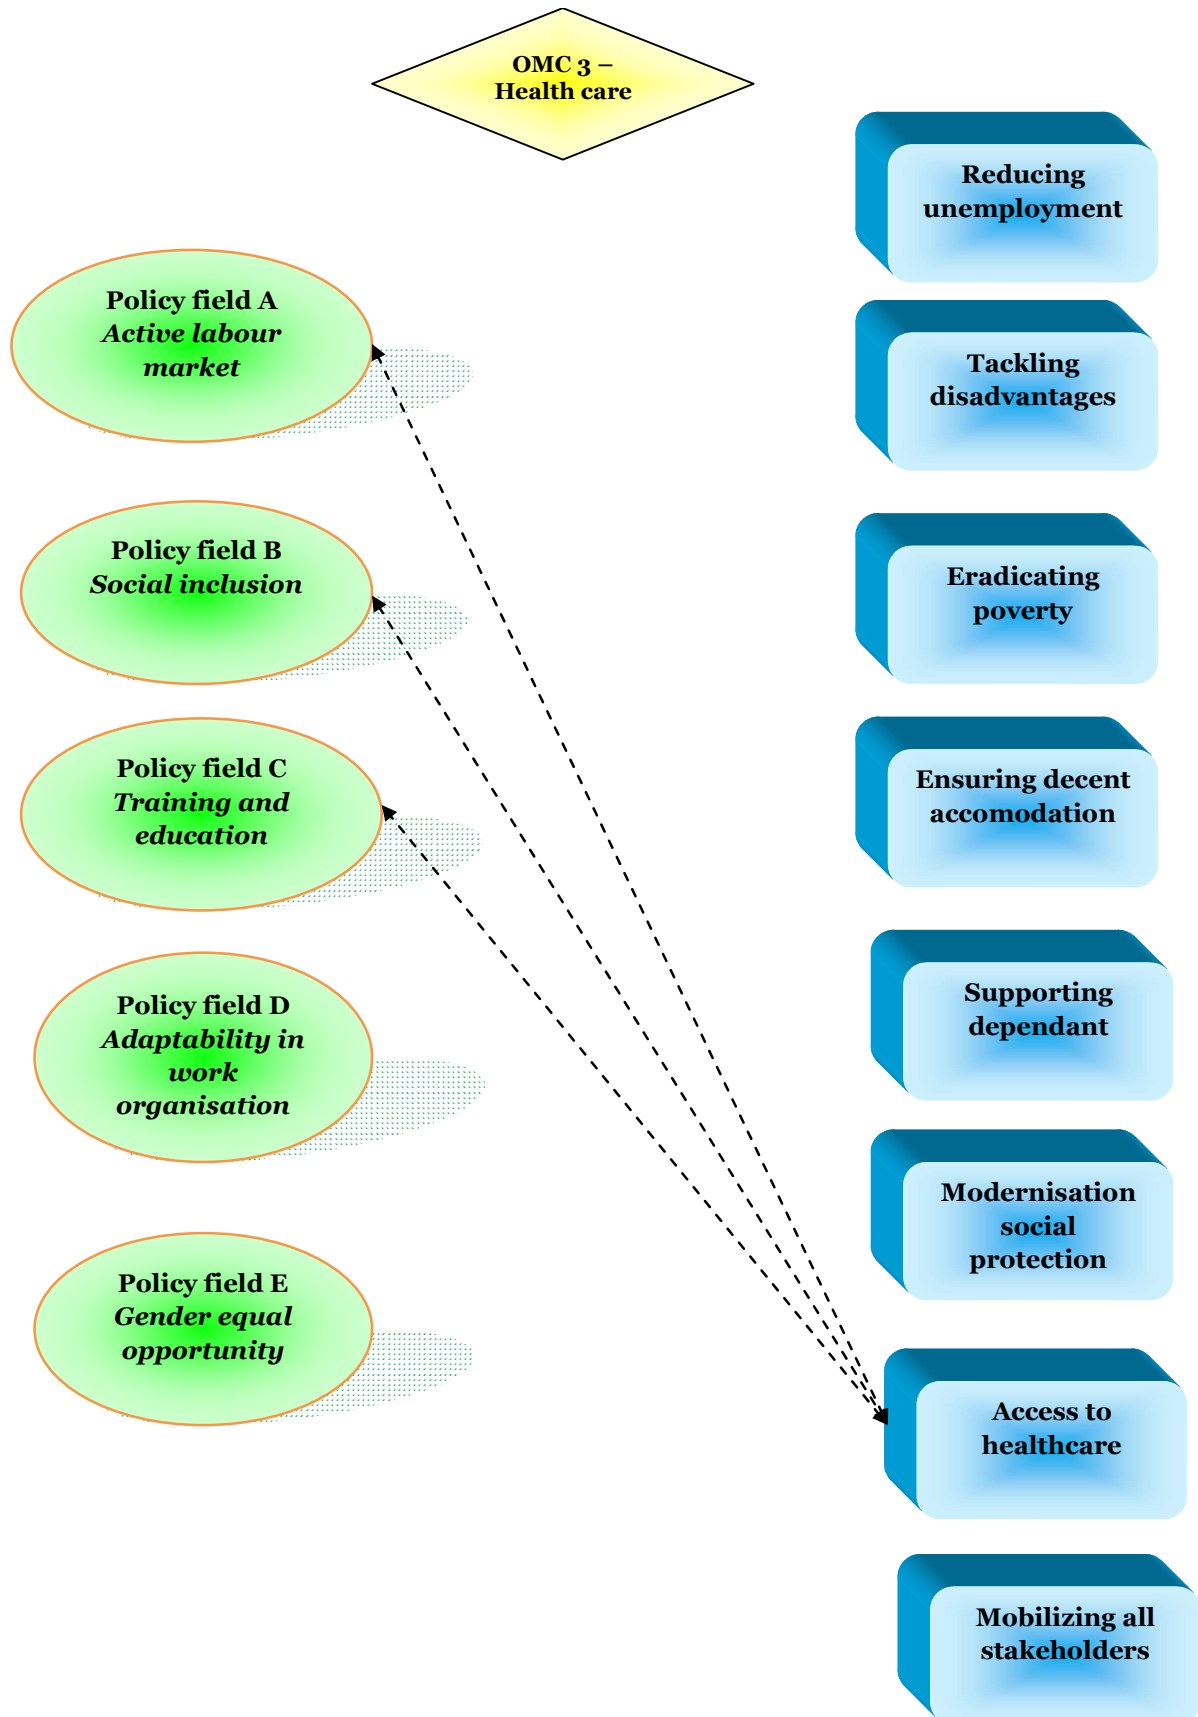 OMC 3 –
Health care
Policy field A
Active labour
market
Policy field B
Social inclusion
Policy field C
Training and
education
Policy field D
Adaptability in
work
organisation
Policy field E
Gender equal
opportunity
Reducing
unemployment
Tackling
disadvantages
Eradicating
poverty
Ensuring decent
accomodation
Supporting
dependant
Modernisation
social
protection
Access to
healthcare
Mobilizing all
stakeholders